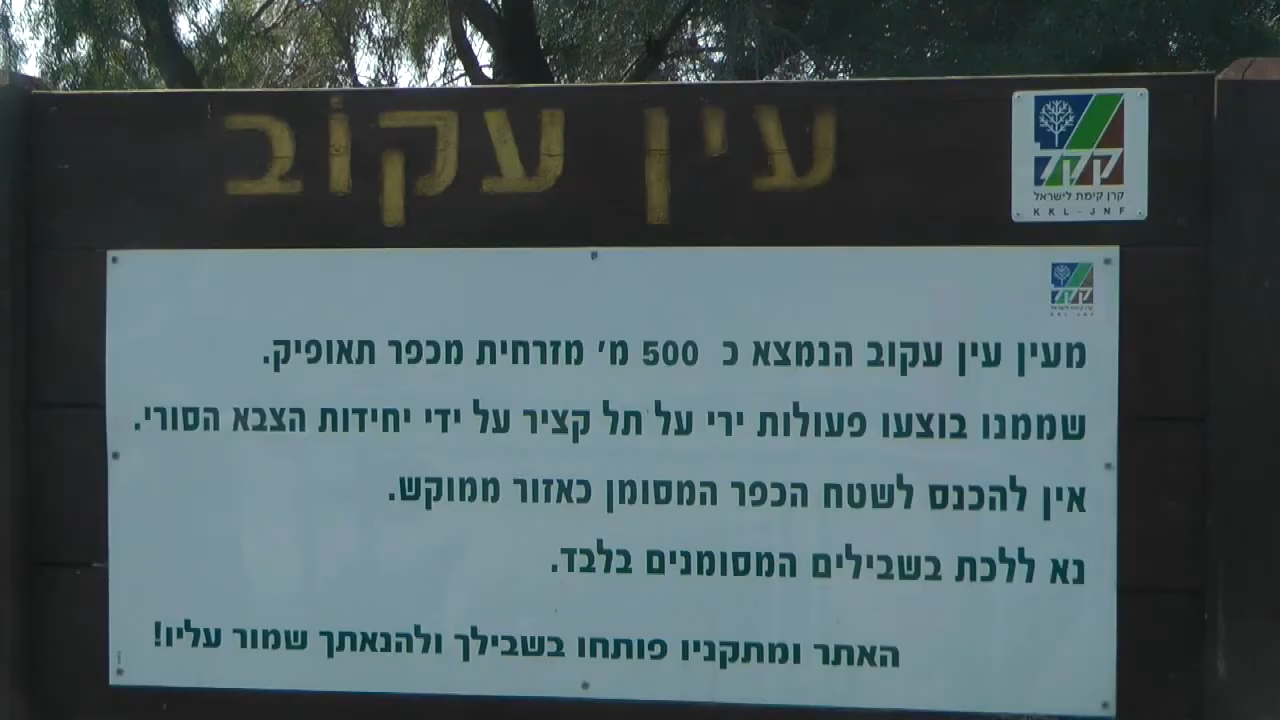 עין עקוב
קקל
קרן קימת לישראל
KKL-JNF
מעין עין עקוב הנמצא כ 500 מ' מזרחית מכפר תאופיק.
שממנו בוצעו פעולות ירי על תל קציר על ידי יחידות הצבא הסורי.
אין להכנס לשטח הכפר המסומן כאזור ממוקש.
נא ללכת בשבילים המסומנים בלבד.
האתר ומתקניו פותחו בשבילך ולהנאתך שמור עליו!